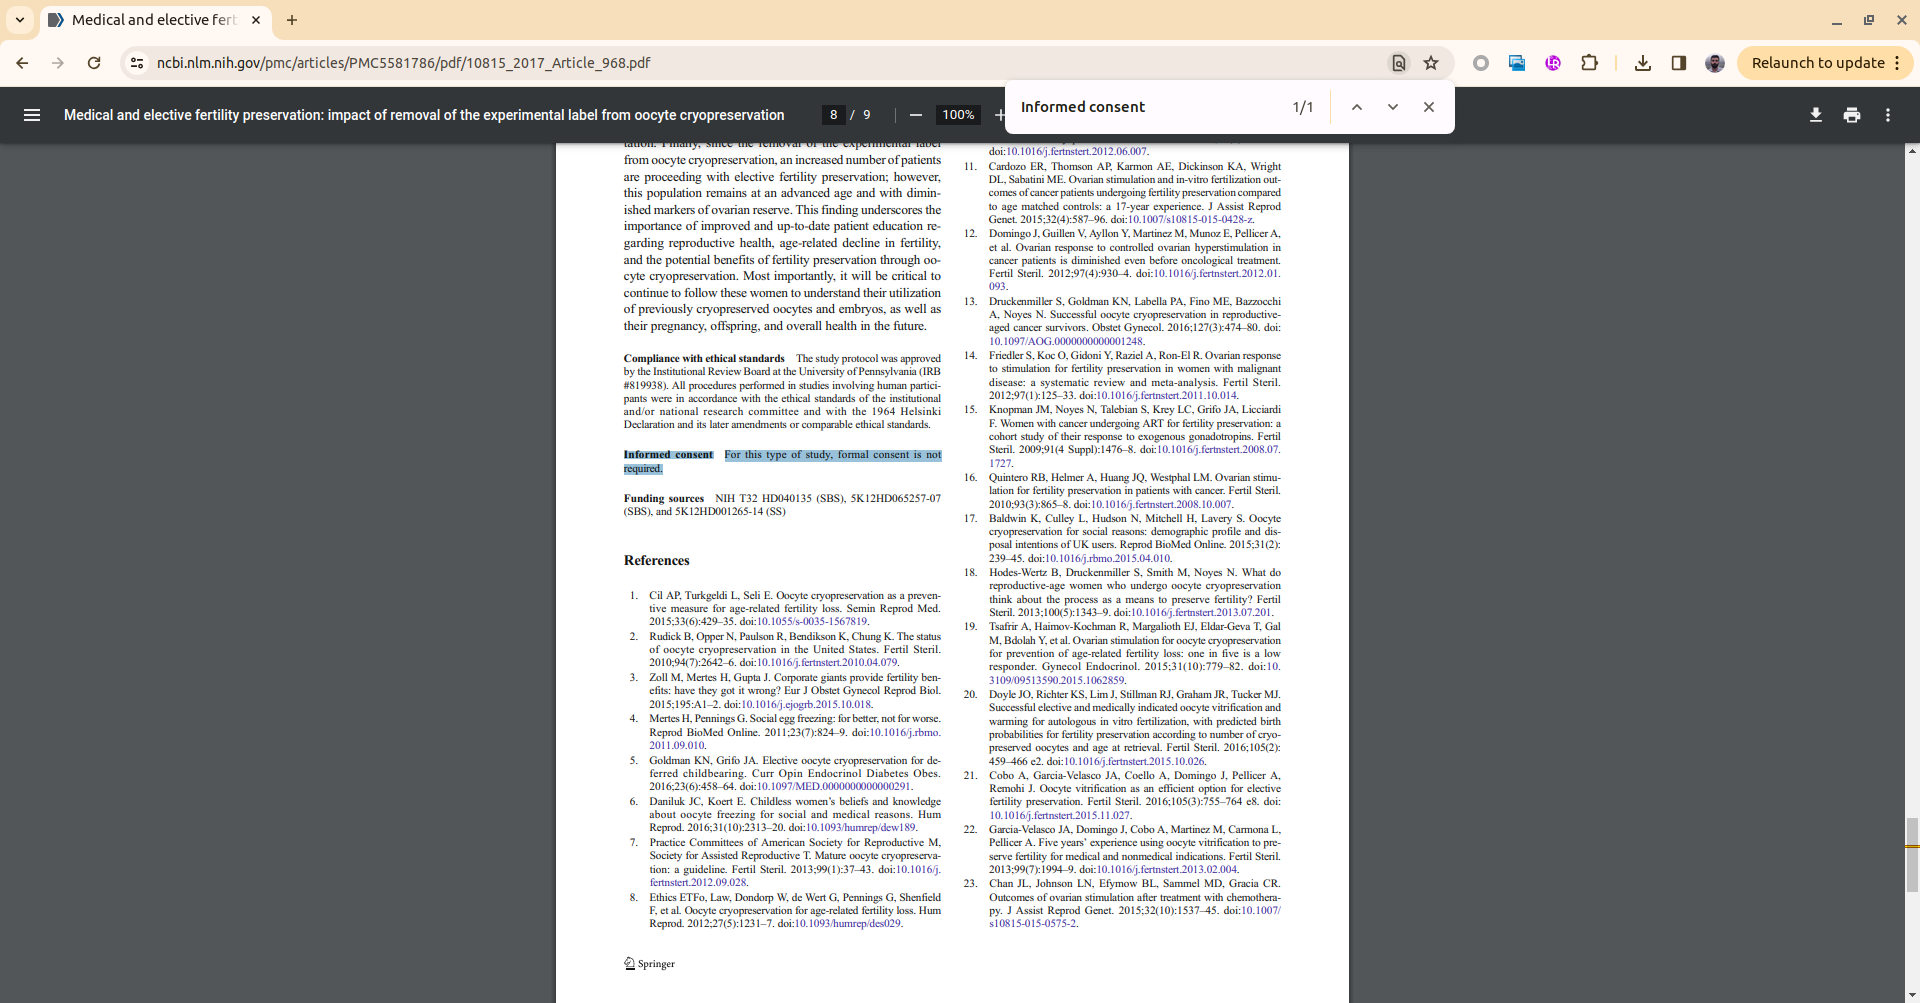 Medical and elective fert
ncbi.nlm.nih.gov/pmc/articles/PMC5581786/pdf/10815_2017_Article_968.pdf
Relaunch to update
Informed consent
1/1
Medical and elective fertility preservation: impact of removal of the experimental label from oocyte cryopreservation
8 / 9
100%
tation. Finally, since the removal of the experimental label
from oocyte cryopreservation, an increased number of patients
are proceeding with elective fertility preservation; however,
this population remains at an advanced age and with dimin-
ished markers of ovarian reserve. This finding underscores the
importance of improved and up-to-date patient education re-
garding reproductive health, age-related decline in fertility,
and the potential benefits of fertility preservation through oo-
cyte cryopreservation. Most importantly, it will be critical to
continue to follow these women to understand their utilization
of previously cryopreserved oocytes and embryos, as well as
their pregnancy, offspring, and overall health in the future.
Compliance with ethical standards The study protocol was approved
by the Institutional Review Board at the University of Pennsylvania (IRB
#819938). All procedures performed in studies involving human partici-
pants were in accordance with the ethical standards of the institutional
and/or national research committee and with the 1964 Helsinki
Declaration and its later amendments or comparable ethical standards.
Informed consent For this type of study, formal consent is not
required.
Funding sources NIH T32 HD040135 (SBS), 5K12HD065257-07
(SBS), and 5K12HD001265-14 (SS)
References
1. Cil AP, Turkgeldi L, Seli E. Oocyte cryopreservation as a preven-
tive measure for age-related fertility loss. Semin Reprod Med.
2015;33(6):429–35. doi:10.1055/s-0035-1567819.
2. Rudick B, Opper N, Paulson R, Bendikson K, Chung K. The status
of oocyte cryopreservation in the United States. Fertil Steril.
2010;94(7):2642–6. doi:10.1016/j.fertnstert.2010.04.079.
3. Zoll M, Mertes H, Gupta J. Corporate giants provide fertility ben-
efits: have they got it wrong? Eur J Obstet Gynecol Reprod Biol.
2015;195:A1–2. doi:10.1016/j.ejogrb.2015.10.018.
4. Mertes H, Pennings G. Social egg freezing: for better, not for worse.
Reprod BioMed Online. 2011;23(7):824–9. doi:10.1016/j.rbmo.
2011.09.010.
5. Goldman KN, Grifo JA. Elective oocyte cryopreservation for de-
ferred childbearing. Curr Opin Endocrinol Diabetes Obes.
2016;23(6):458–64. doi:10.1097/MED.0000000000000291.
6. Daniluk JC, Koert E. Childless women's beliefs and knowledge
about oocyte freezing for social and medical reasons. Hum
Reprod. 2016;31(10):2313–20. doi:10.1093/humrep/dew189.
7. Practice Committees of American Society for Reproductive M,
Society for Assisted Reproductive T. Mature oocyte cryopreserva-
tion: a guideline. Fertil Steril. 2013;99(1):37–43. doi:10.1016/j.
fertnstert.2012.09.028.
8. Ethics ETFo, Law, Dondorp W, de Wert G, Pennings G, Shenfield
F, et al. Oocyte cryopreservation for age-related fertility loss. Hum
Reprod. 2012;27(5):1231–7. doi:10.1093/humrep/des029.
doi:10.1016/j.fertnstert.2012.06.007.
11. Cardozo ER, Thomson AP, Karmon AE, Dickinson KA, Wright
DL, Sabatini ME. Ovarian stimulation and in-vitro fertilization out-
comes of cancer patients undergoing fertility preservation compared
to age matched controls: a 17-year experience. J Assist Reprod
Genet. 2015;32(4):587–96. doi:10.1007/s10815-015-0428-z.
12. Domingo J, Guillen V, Ayllon Y, Martinez M, Munoz E, Pellicer A,
et al. Ovarian response to controlled ovarian hyperstimulation in
cancer patients is diminished even before oncological treatment.
Fertil Steril. 2012;97(4):930–4. doi:10.1016/j.fertnstert.2012.01.
093.
13. Druckenmiller S, Goldman KN, Labella PA, Fino ME, Bazzocchi
A, Noyes N. Successful oocyte cryopreservation in reproductive-
aged cancer survivors. Obstet Gynecol. 2016;127(3):474–80. doi:
10.1097/AOG.0000000000001248.
14. Friedler S, Koc O, Gidoni Y, Raziel A, Ron-El R. Ovarian response
to stimulation for fertility preservation in women with malignant
disease: a systematic review and meta-analysis. Fertil Steril.
2012;97(1):125–33. doi:10.1016/j.fertnstert.2011.10.014.
15. Knopman JM, Noyes N, Talebian S, Krey LC, Grifo JA, Licciardi
F. Women with cancer undergoing ART for fertility preservation: a
cohort study of their response to exogenous gonadotropins. Fertil
Steril. 2009;91(4 Suppl):1476–8. doi:10.1016/j.fertnstert.2008.07.
1727.
16. Quintero RB, Helmer A, Huang JQ, Westphal LM. Ovarian stimu-
lation for fertility preservation in patients with cancer. Fertil Steril.
2010;93(3):865–8. doi:10.1016/j.fertnstert.2008.10.007.
17. Baldwin K, Culley L, Hudson N, Mitchell H, Lavery S. Oocyte
cryopreservation for social reasons: demographic profile and dis-
posal intentions of UK users. Reprod BioMed Online. 2015;31(2):
239–45. doi:10.1016/j.rbmo.2015.04.010.
18. Hodes-Wertz B, Druckenmiller S, Smith M, Noyes N. What do
reproductive-age women who undergo oocyte cryopreservation
think about the process as a means to preserve fertility? Fertil
Steril. 2013;100(5):1343–9. doi:10.1016/j.fertnstert.2013.07.201.
19. Tsafrir A, Haimov-Kochman R, Margalioth EJ, Eldar-Geva T, Gal
M, Bdolah Y, et al. Ovarian stimulation for oocyte cryopreservation
for prevention of age-related fertility loss: one in five is a low
responder. Gynecol Endocrinol. 2015;31(10):779–82. doi:10.
3109/09513590.2015.1062859.
20. Doyle JO, Richter KS, Lim J, Stillman RJ, Graham JR, Tucker MJ.
Successful elective and medically indicated oocyte vitrification and
warming for autologous in vitro fertilization, with predicted birth
probabilities for fertility preservation according to number of cryo-
preserved oocytes and age at retrieval. Fertil Steril. 2016;105(2):
459–466 e2. doi:10.1016/j.fertnstert.2015.10.026.
21. Cobo A, Garcia-Velasco JA, Coello A, Domingo J, Pellicer A,
Remohi J. Oocyte vitrification as an efficient option for elective
fertility preservation. Fertil Steril. 2016;105(3):755–764 e8. doi:
10.1016/j.fertnstert.2015.11.027.
22. Garcia-Velasco JA, Domingo J, Cobo A, Martinez M, Carmona L,
Pellicer A. Five years' experience using oocyte vitrification to pre-
serve fertility for medical and nonmedical indications. Fertil Steril.
2013;99(7):1994–9. doi:10.1016/j.fertnstert.2013.02.004.
23. Chan JL, Johnson LN, Efymow BL, Sammel MD, Gracia CR.
Outcomes of ovarian stimulation after treatment with chemothera-
py. J Assist Reprod Genet. 2015;32(10):1537–45. doi:10.1007/
s10815-015-0575-2.
Springer